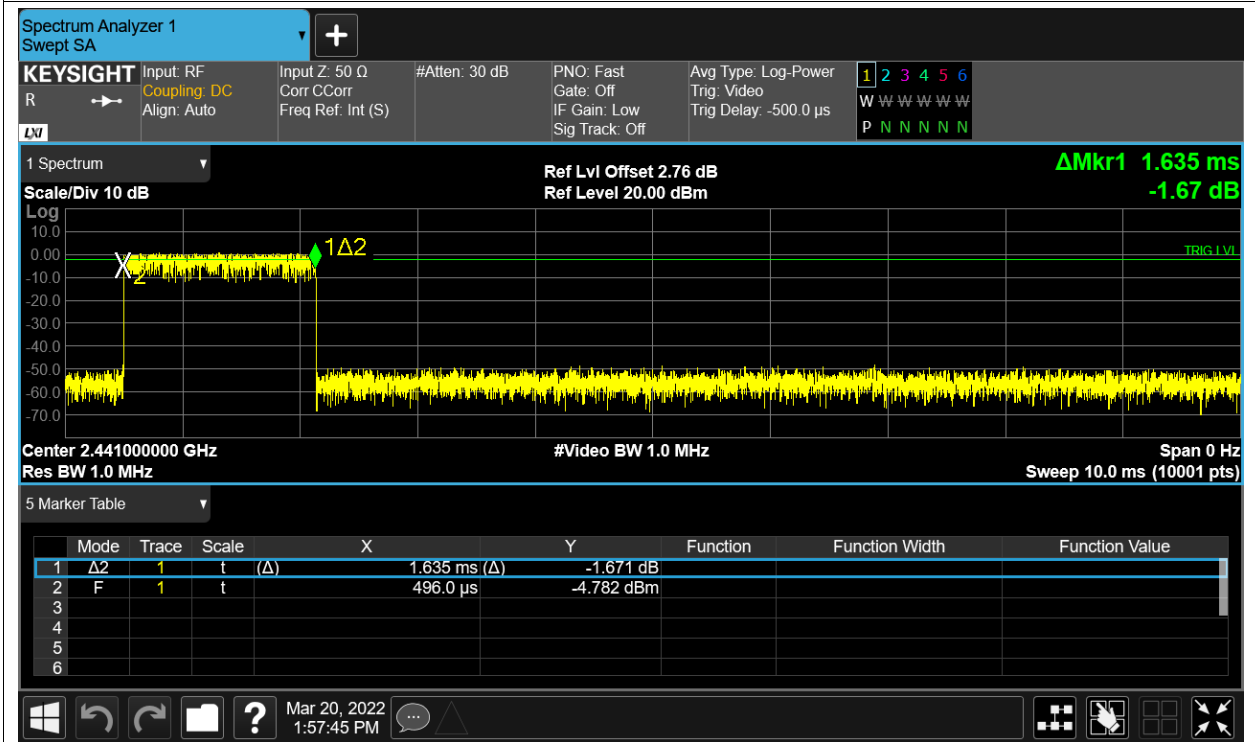 Spectrum Analyzer 1
Swept SA
+
KEYSIGHT Input: RF Input Z: 50 Ω #Atten: 30 dB PNO: Fast Avg Type: Log-Power 1 2 3 4 5 6
R Coupling: DC Corr CCorr Gate: Off Trig: Video W W W W W W
Align: Auto Freq Ref: Int (S) IF Gain: Low Trig Delay: -500.0 µs
LXI Sig Track: Off P N N N N N
1 Spectrum Ref Lvl Offset 2.76 dB ΔMkr1 1.635 ms
Scale/Div 10 dB Ref Level 20.00 dBm -1.67 dB
Log
10.0
0.00 1Δ2 TRIG LVL
-10.0 X2
-20.0
-30.0
-40.0
-50.0
-60.0
-70.0
Center 2.441000000 GHz #Video BW 1.0 MHz Span 0 Hz
Res BW 1.0 MHz Sweep 10.0 ms (10001 pts)
5 Marker Table
Mode Trace Scale X Y Function Function Width Function Value
1 Δ2 1 t (Δ) 1.635 ms (Δ) -1.671 dB
2 F 1 t 496.0 µs -4.782 dBm
3
4
5
6
? Mar 20, 2022
1:57:45 PM